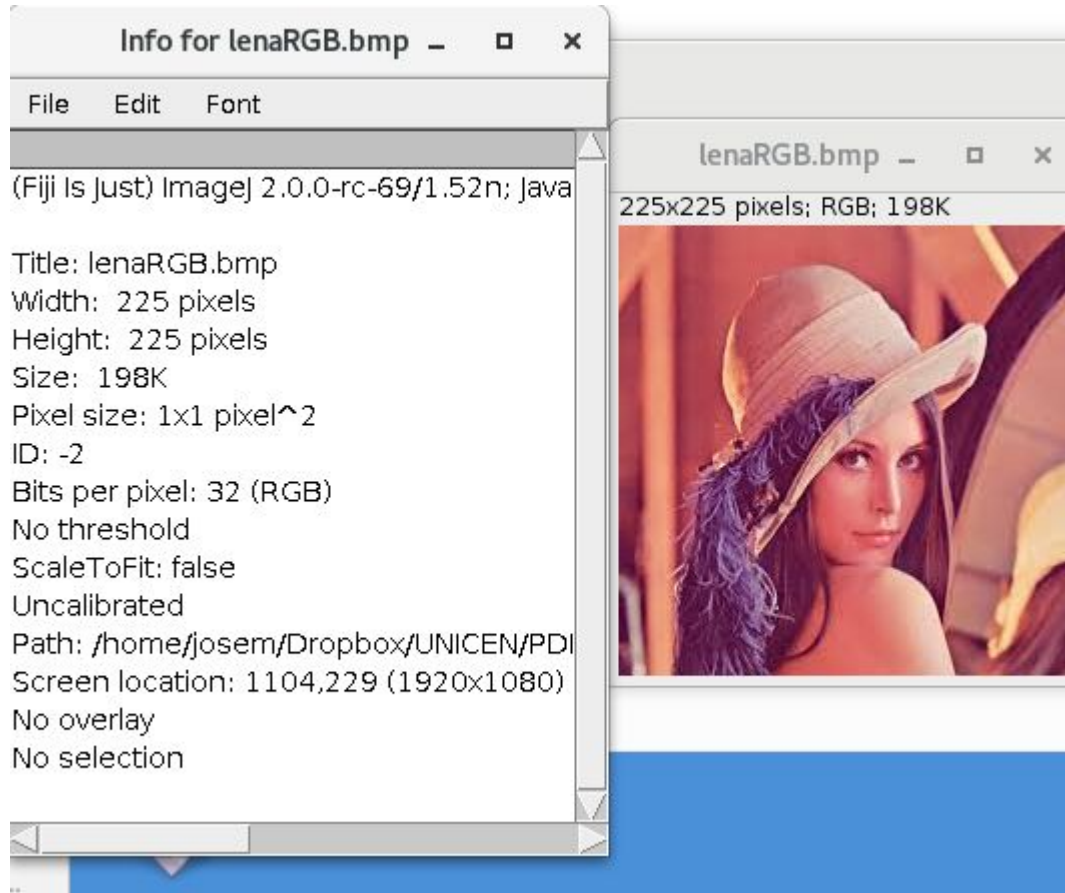 Info for lenaRGB.bmp
File Edit Font
(Fiji Is Just) ImageJ 2.0.0-rc-69/1.52n; Java
Title: lenaRGB.bmp
Width:  225 pixels
Height:  225 pixels
Size:  198K
Pixel size: 1x1 pixel^2
ID: -2
Bits per pixel: 32 (RGB)
No threshold
ScaleToFit: false
Uncalibrated
Path: /home/josem/Dropbox/UNICEN/PDI
Screen location: 1104,229 (1920x1080)
No overlay
No selection
lenaRGB.bmp
225x225 pixels; RGB; 198K